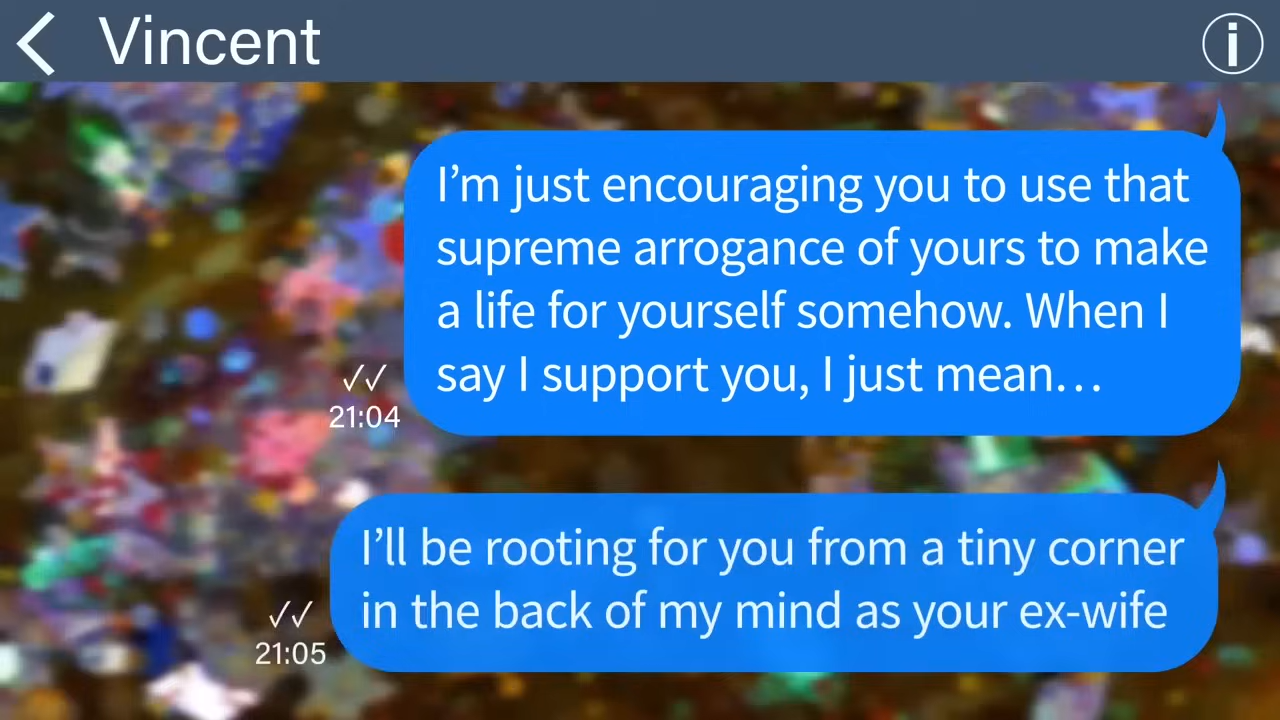 Vincent
I’m just encouraging you to use that
supreme arrogance of yours to make
a life for yourself somehow. When I
say I support you, I just mean…
21:04
I’ll be rooting for you from a tiny corner
in the back of my mind as your ex-wife
21:05